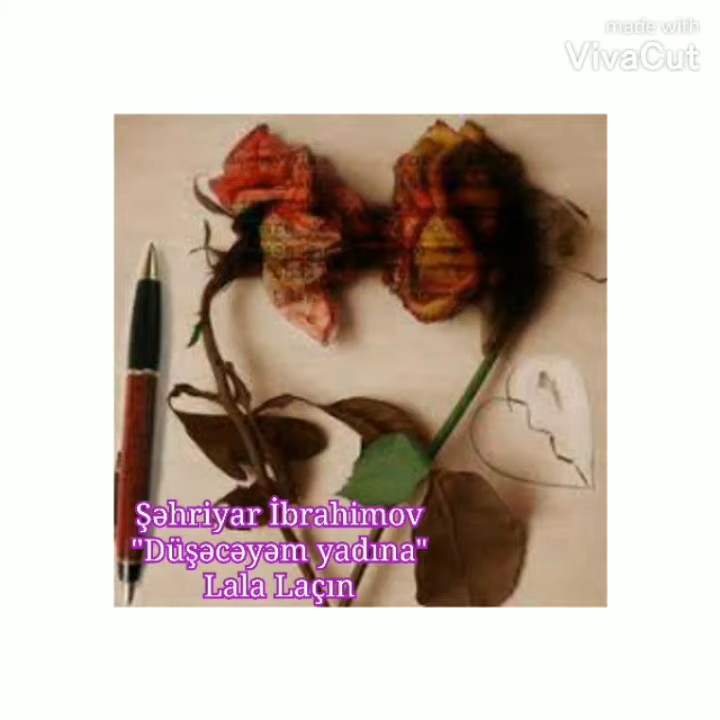 made with
VivaCut
Şəhriyar İbrahimov
"Düşəcəyəm yadına"
Lala Laçın